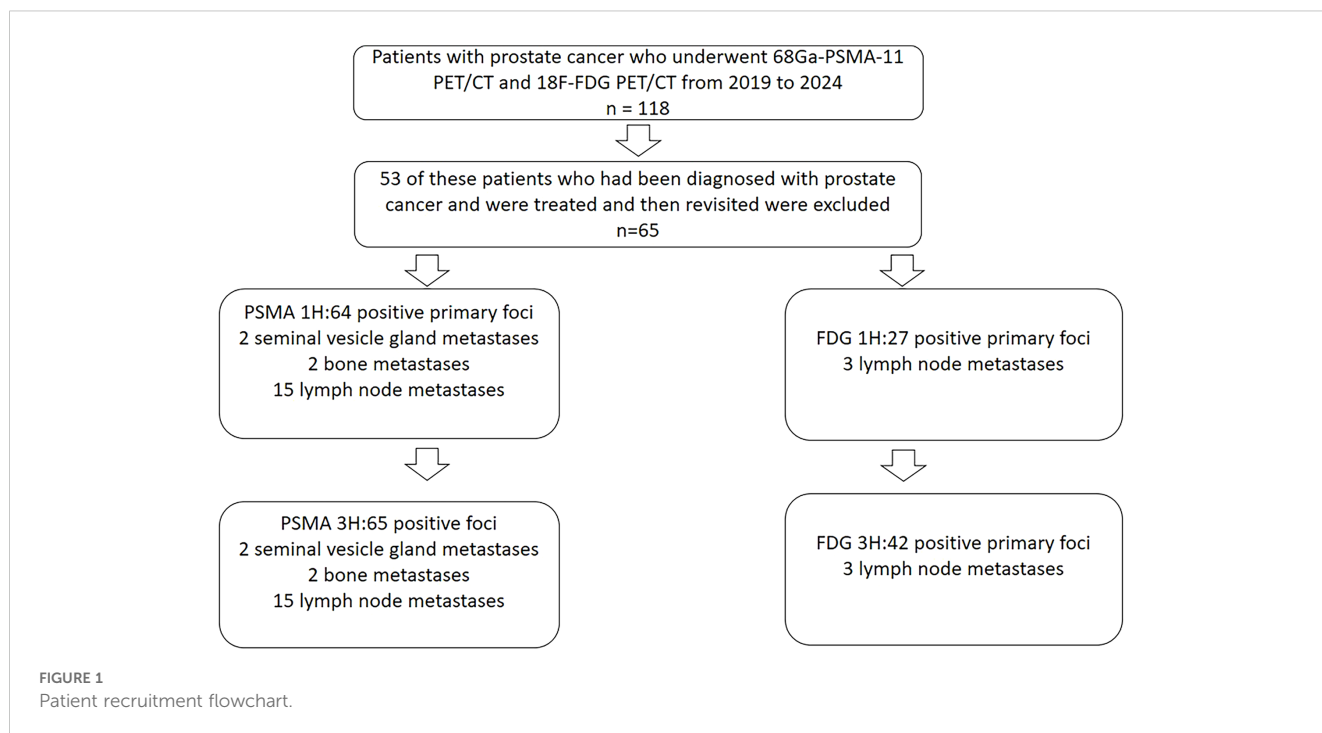 Patients with prostate cancer who underwent 68Ga-PSMA-11
PET/CT and 18F-FDG PET/CT from 2019 to 2024
n = 118
53 of these patients who had been diagnosed with prostate
cancer and were treated and then revisited were excluded
n=65
PSMA 1H:64 positive primary foci
2 seminal vesicle gland metastases
2 bone metastases
15 lymph node metastases
FDG 1H:27 positive primary foci
3 lymph node metastases
PSMA 3H:65 positive foci
2 seminal vesicle gland metastases
2 bone metastases
15 lymph node metastases
FDG 3H:42 positive primary foci
3 lymph node metastases
FIGURE 1
Patient recruitment flowchart.